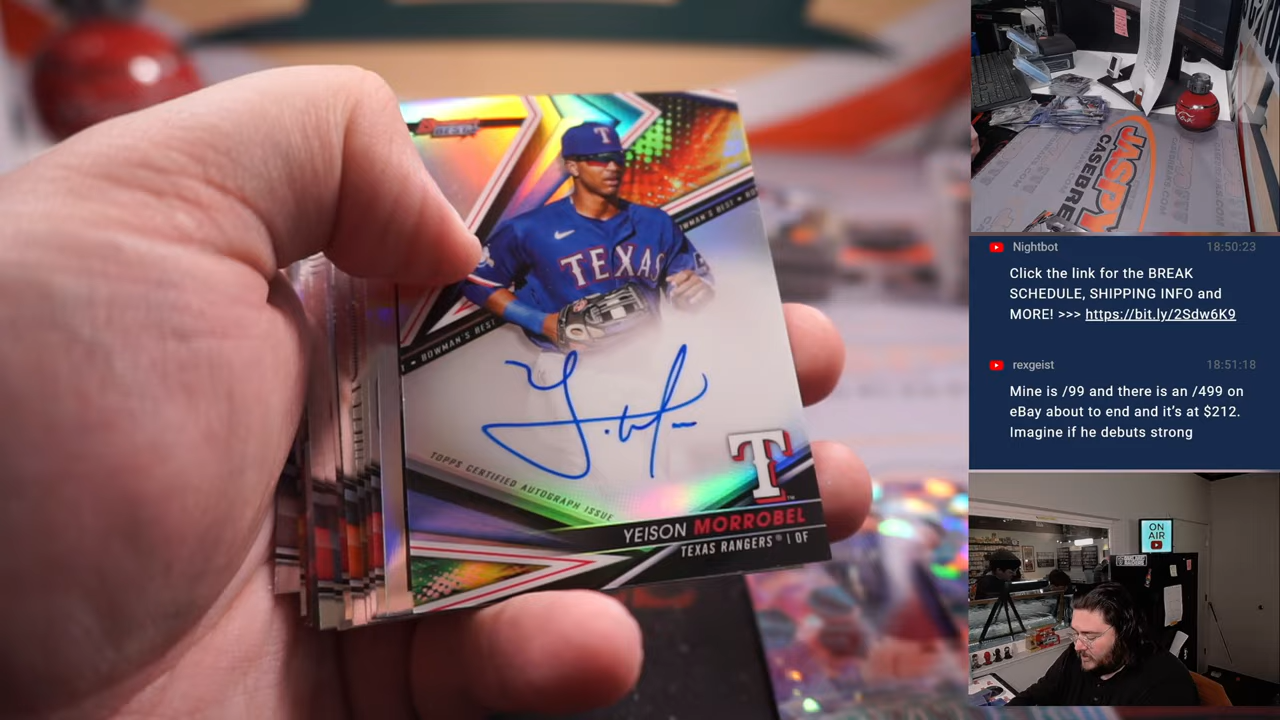 BEST
T
BOWMAN'S BEST
TEXAS
BOWMAN'S BEST
TOPPS CERTIFIED AUTOGRAPH ISSUE
T
YEISON MORROBEL
TEXAS RANGERS® | OF
JASPY
CASEBRE
Nightbot 18:50:23
Click the link for the BREAK
SCHEDULE, SHIPPING INFO and
MORE! >>> https://bit.ly/2Sdw6K9
rexgeist 18:51:18
Mine is /99 and there is an /499 on
eBay about to end and it's at $212.
Imagine if he debuts strong
ON
AIR